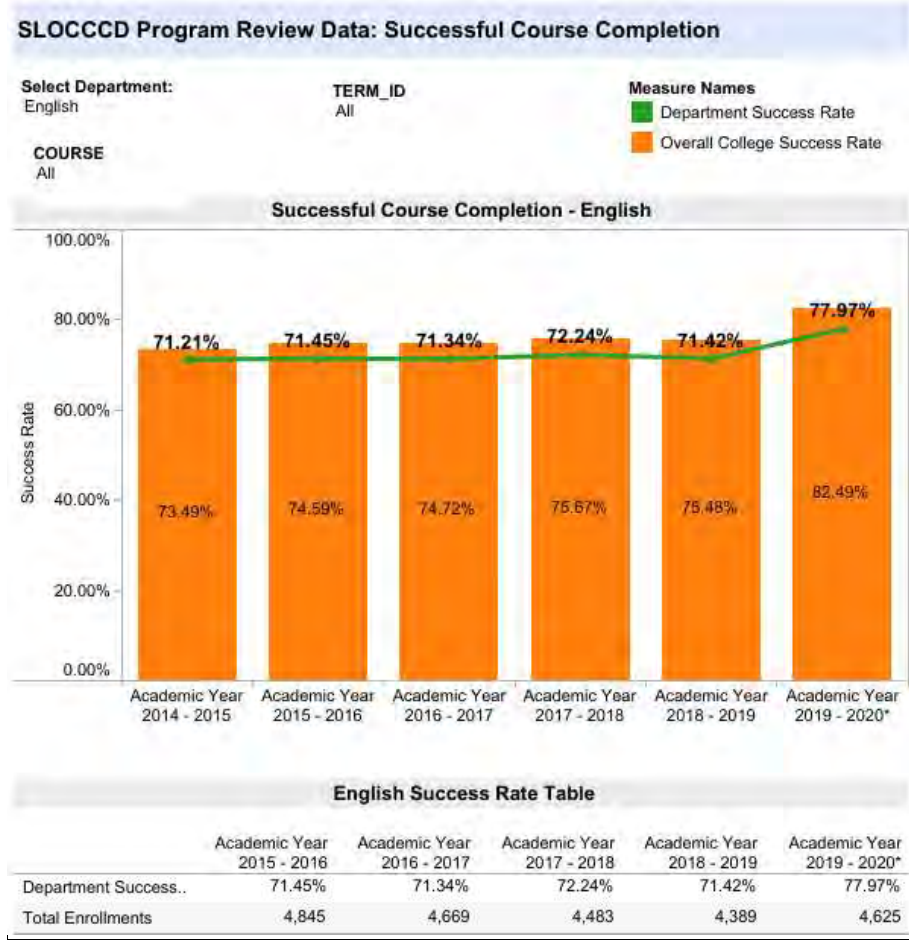 SLOCCCD Program Review Data: Successful Course Completion
Select Department:
English
TERM_ID
All
Measure Names
Department Success Rate
Overall College Success Rate
COURSE
All
Successful Course Completion - English
100.00%
80.00%
60.00%
40.00%
20.00%
0.00%
Success Rate
71.21% 71.45% 71.34% 72.24% 71.42% 77.97%
73.49% 74.59% 74.72% 75.67% 75.48% 82.49%
Academic Year Academic Year Academic Year Academic Year Academic Year Academic Year
2014 - 2015 2015 - 2016 2016 - 2017 2017 - 2018 2018 - 2019 2019 - 2020*
English Success Rate Table
Academic Year Academic Year Academic Year Academic Year Academic Year
2015 - 2016 2016 - 2017 2017 - 2018 2018 - 2019 2019 - 2020*
Department Success.. 71.45% 71.34% 72.24% 71.42% 77.97%
Total Enrollments 4,845 4,669 4,483 4,389 4,625